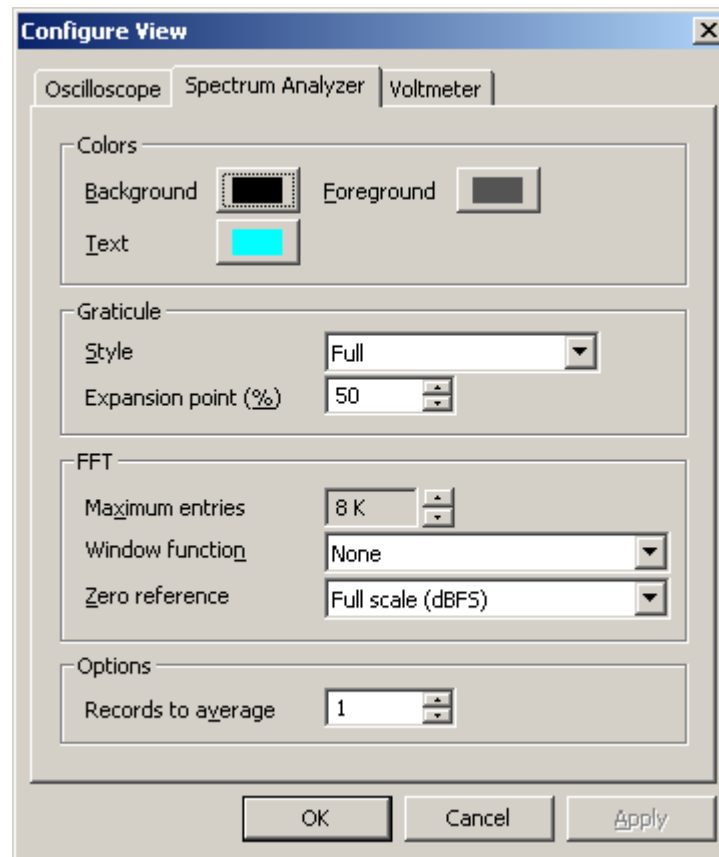 Configure View
Oscilloscope Spectrum Analyzer Voltmeter
Colors
Background Foreground
Text
Graticule
Style Full
Expansion point (%) 50
FFT
Maximum entries 8 K
Window function None
Zero reference Full scale (dBFS)
Options
Records to average 1
OK Cancel Apply